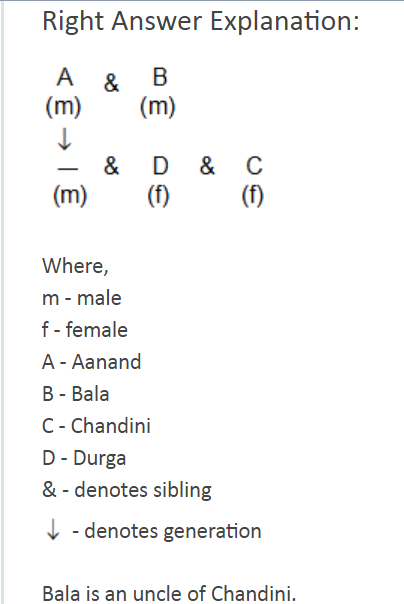 Right Answer Explanation:
A & B
(m) (m)
↓
— & D & C
(m) (f) (f)
Where,
m - male
f - female
A - Aanand
B - Bala
C - Chandini
D - Durga
& - denotes sibling
↓ - denotes generation
Bala is an uncle of Chandini.